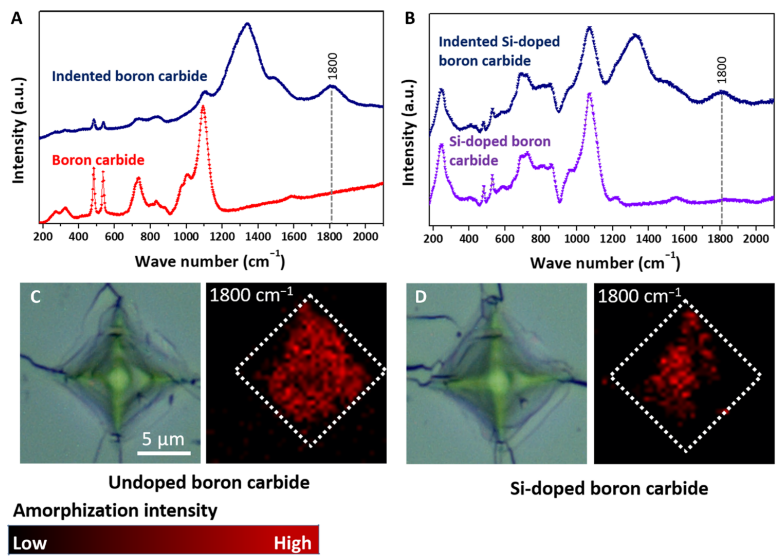 A
Intensity (a.u.)
Indented boron carbide
1800
Boron carbide
200 400 600 800 1000 1200 1400 1600 1800 2000
Wave number (cm⁻¹)
B
Intensity (a.u.)
Indented Si-doped
boron carbide
1800
Si-doped boron
carbide
200 400 600 800 1000 1200 1400 1600 1800 2000
Wave number (cm⁻¹)
C
5 µm
1800 cm⁻¹
D
1800 cm⁻¹
Undoped boron carbide
Si-doped boron carbide
Amorphization intensity
Low
High